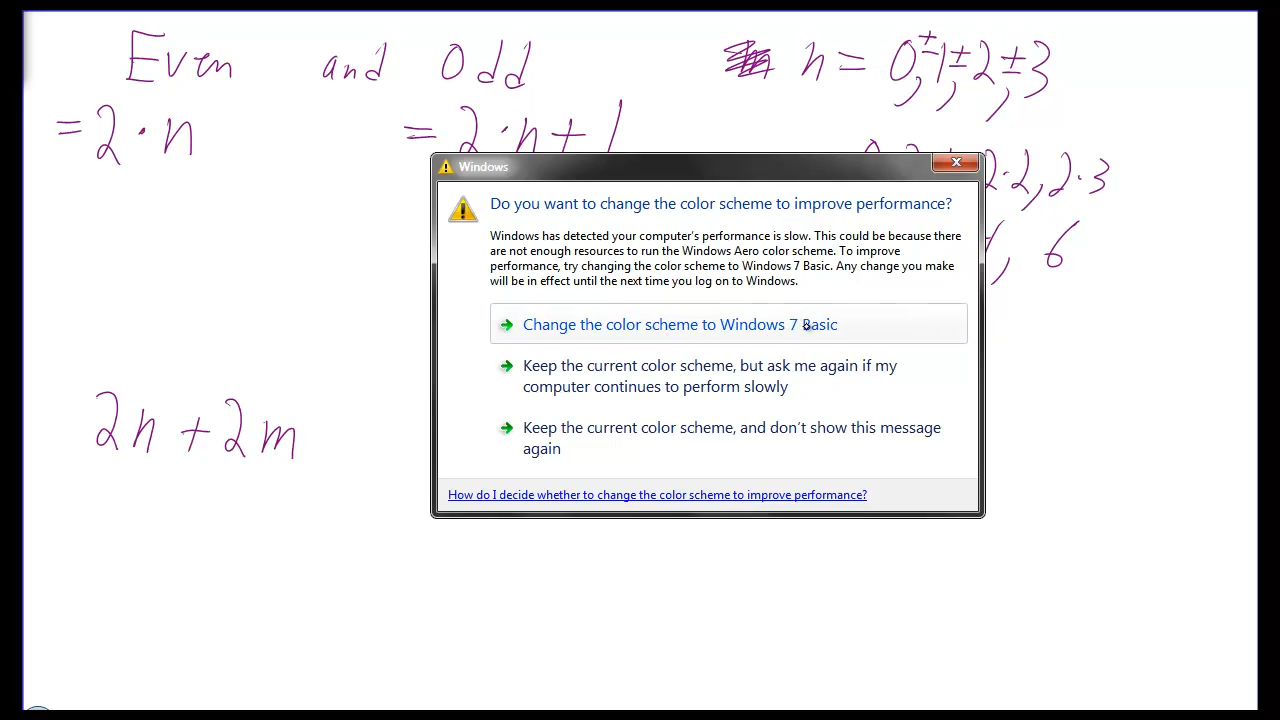 Even and Odd n = 0, ±1, ±2, ±3
= 2 · n = 2 · n + 1
2·2, 2·3
6
Windows
Do you want to change the color scheme to improve performance?
Windows has detected your computer's performance is slow. This could be because there
are not enough resources to run the Windows Aero color scheme. To improve
performance, try changing the color scheme to Windows 7 Basic. Any change you make
will be in effect until the next time you log on to Windows.
Change the color scheme to Windows 7 Basic
Keep the current color scheme, but ask me again if my
computer continues to perform slowly
Keep the current color scheme, and don't show this message
again
How do I decide whether to change the color scheme to improve performance?
2n + 2m